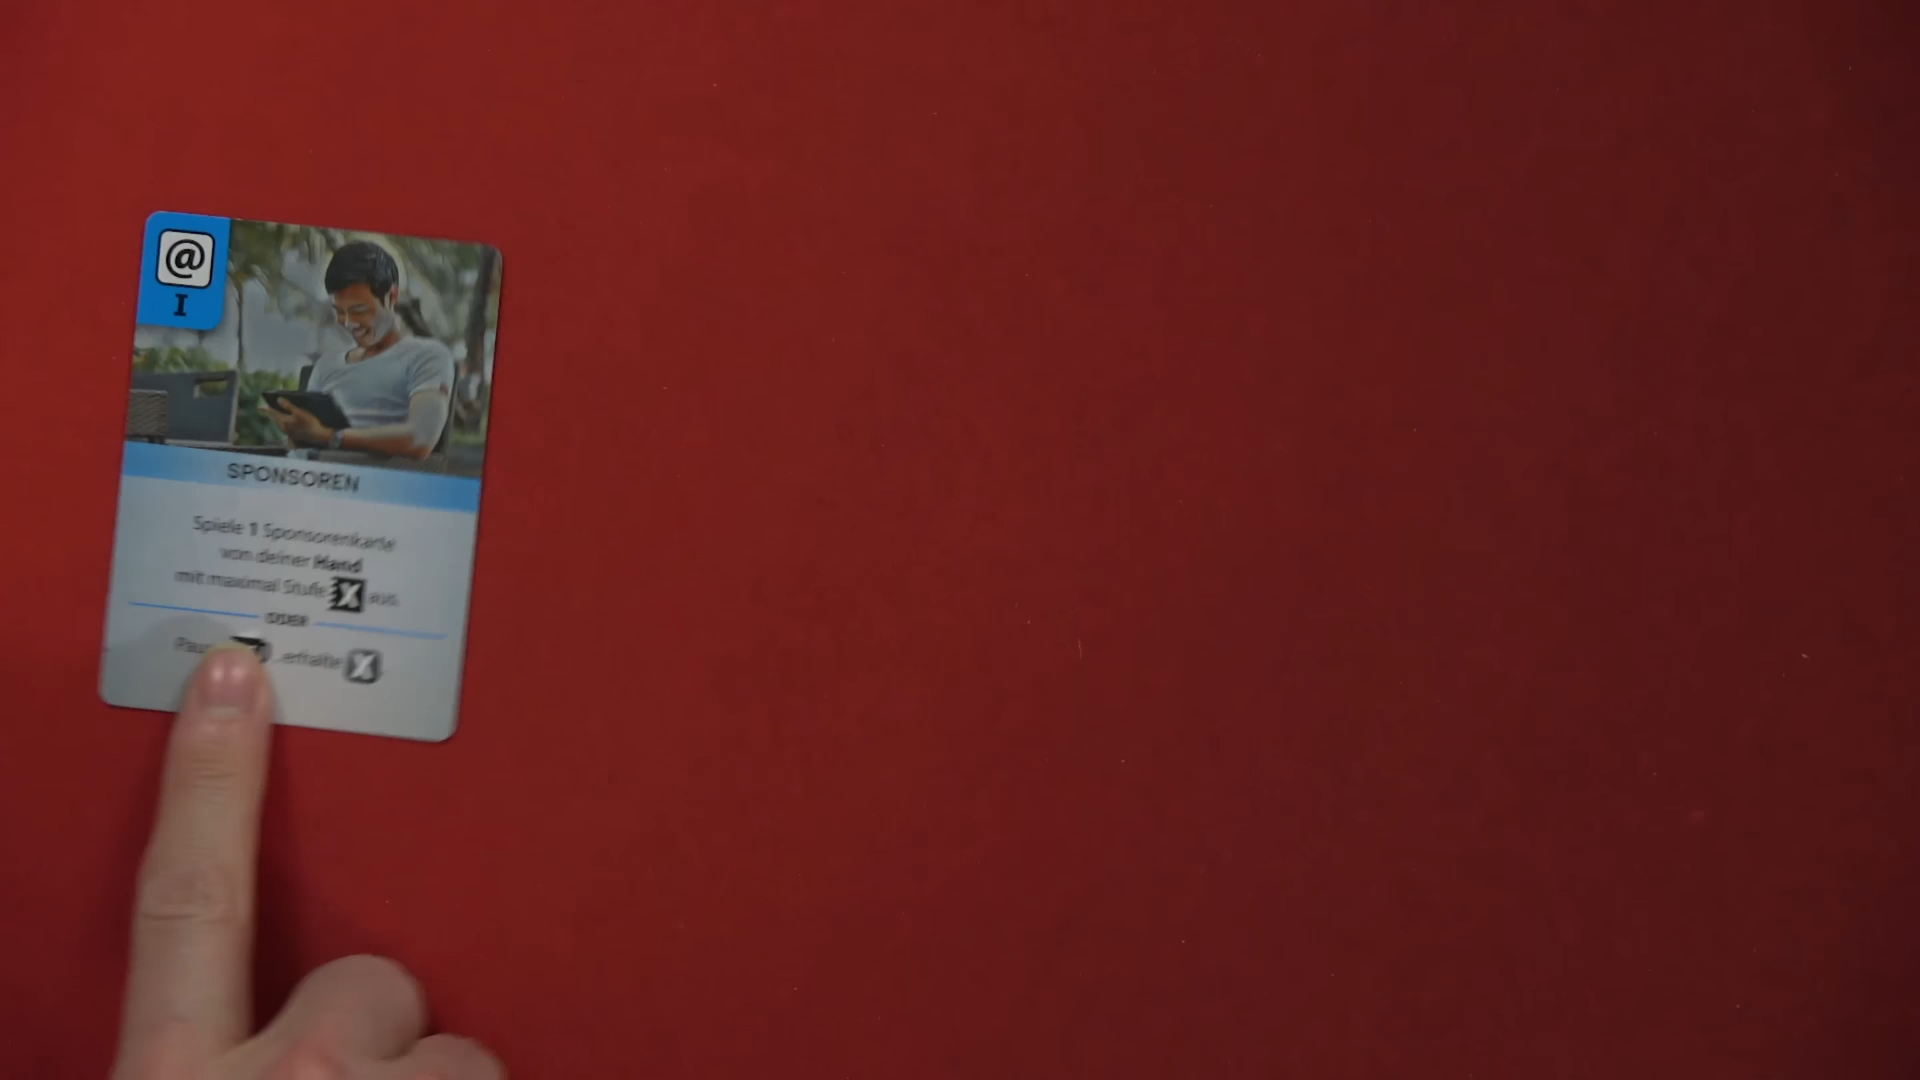 @
I
SPONSOREN
Spiele 1 Sponsorenkarte
von deiner Hand
mit maximal Stufe X aus.
ODER
erhalte X